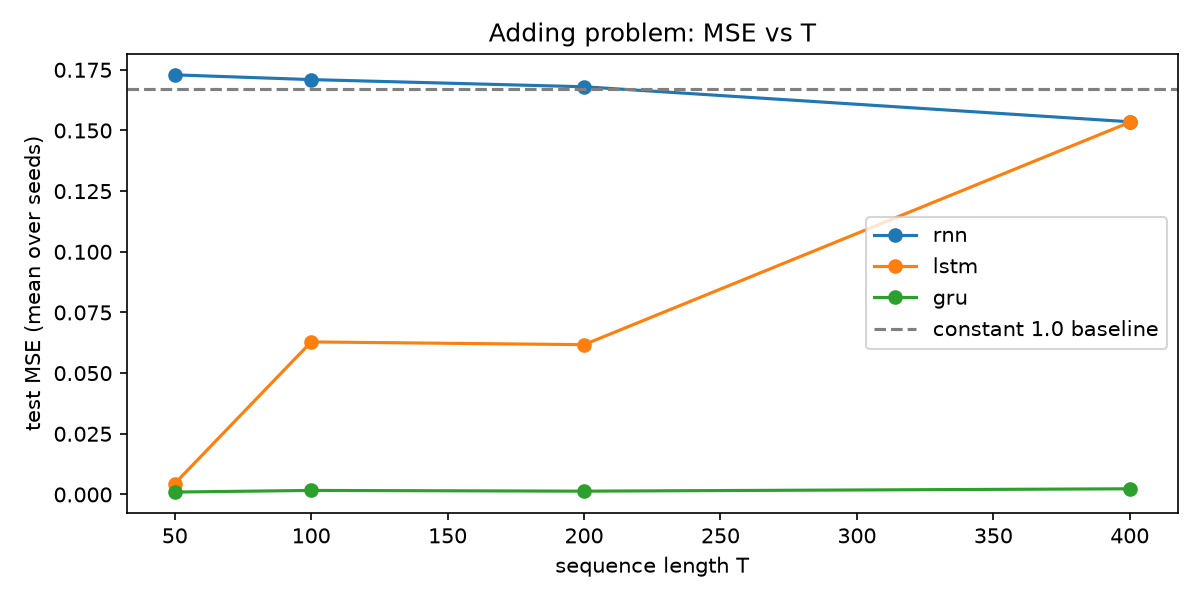 Adding problem: MSE vs T
test MSE (mean over seeds)
0.175
0.150
0.125
0.100
0.075
0.050
0.025
0.000
rnn
lstm
gru
constant 1.0 baseline
50 100 150 200 250 300 350 400
sequence length T